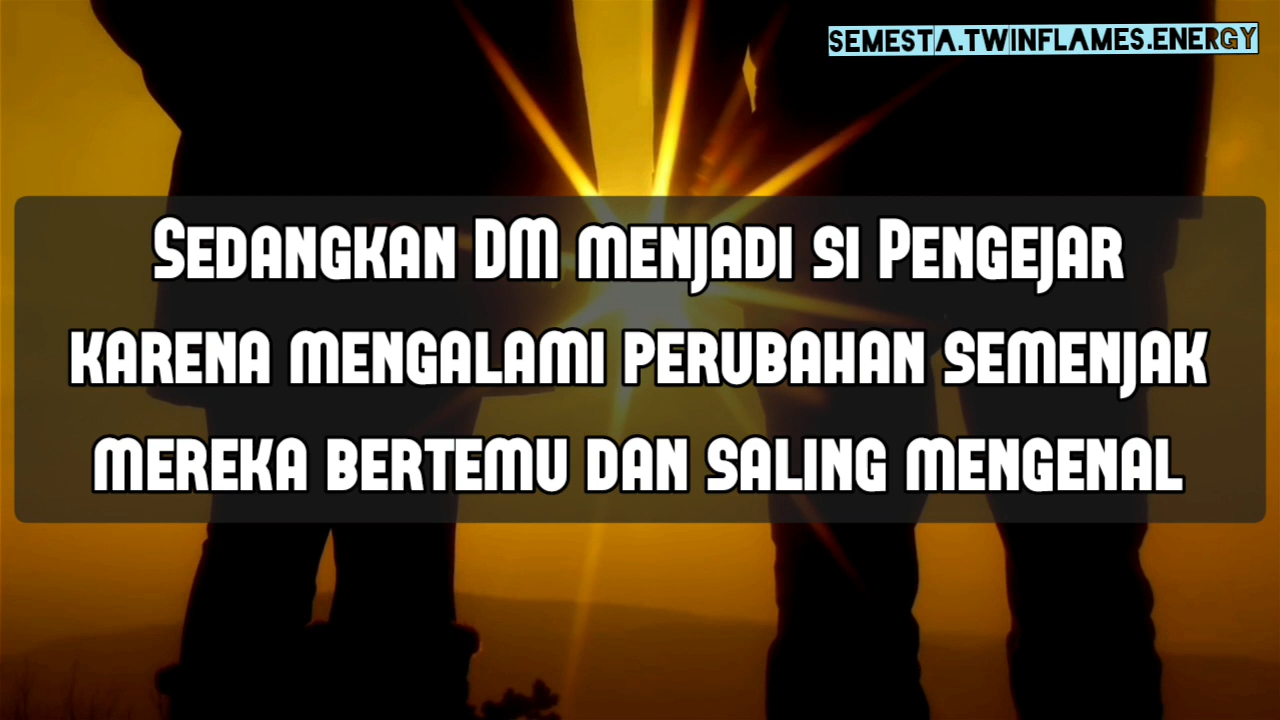 SEMESTA.TWINFLAMES.ENERGY
Sedangkan DM menjadi si Pengejar
karena mengalami perubahan semenjak
mereka bertemu dan saling mengenal